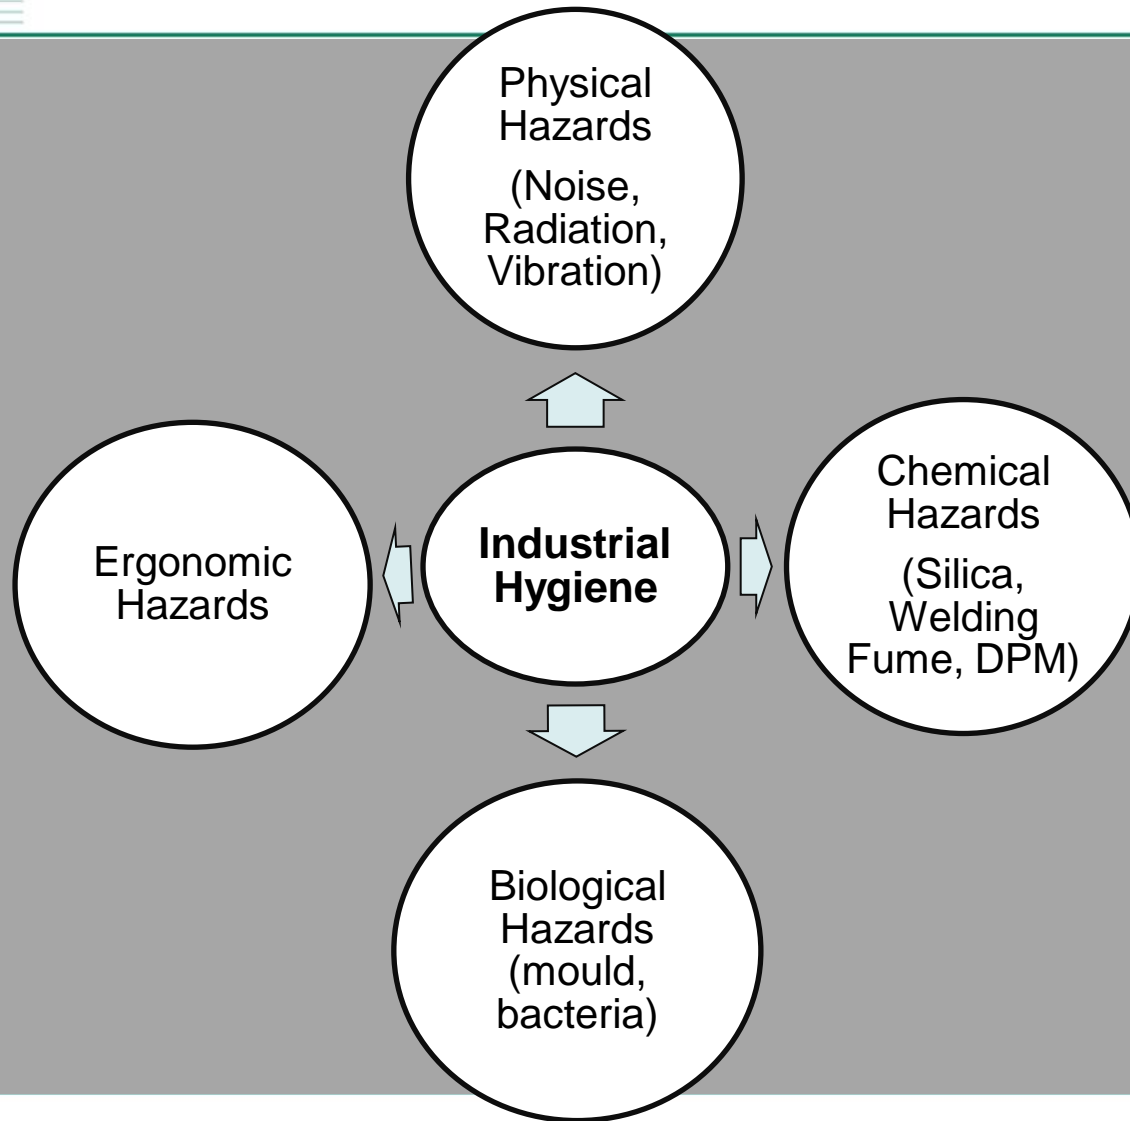 Physical
Hazards
(Noise,
Radiation,
Vibration)
Ergonomic
Hazards
Industrial
Hygiene
Chemical
Hazards
(Silica,
Welding
Fume, DPM)
Biological
Hazards
(mould,
bacteria)